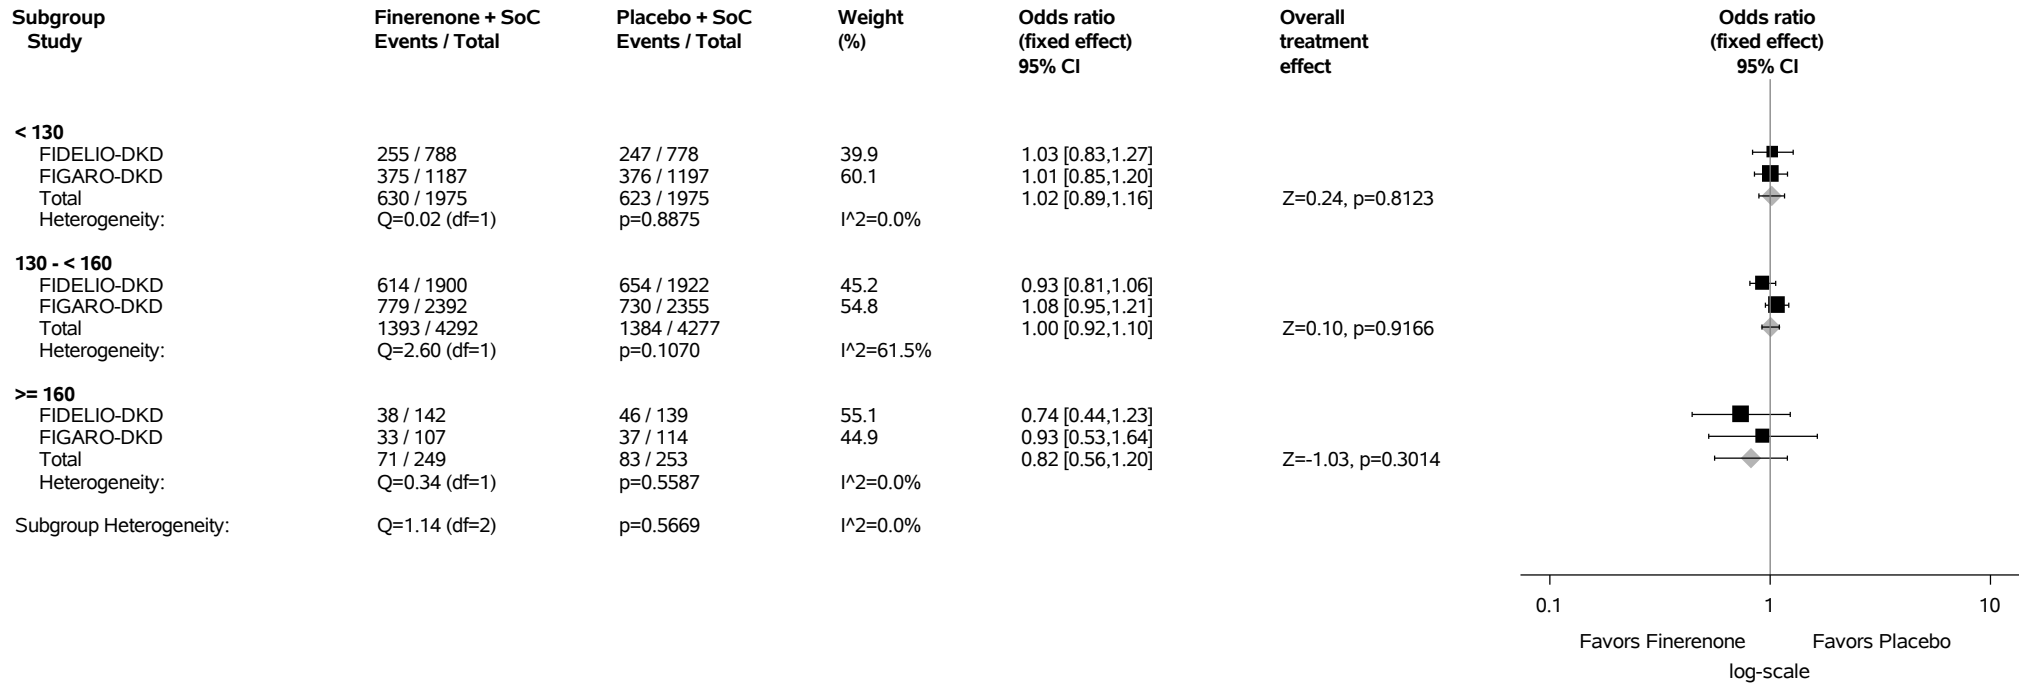 Subgroup Finerenone + SoC Placebo + SoC Weight Odds ratio Overall Odds ratio
Study Events / Total Events / Total (%) (fixed effect) treatment (fixed effect)
95% CI effect 95% CI
< 130
FIDELIO-DKD 255 / 788 247 / 778 39.9 1.03 [0.83,1.27]
FIGARO-DKD 375 / 1187 376 / 1197 60.1 1.01 [0.85,1.20]
Total 630 / 1975 623 / 1975 1.02 [0.89,1.16] Z=0.24, p=0.8123
Heterogeneity: Q=0.02 (df=1) p=0.8875 I^2=0.0%
130 - < 160
FIDELIO-DKD 614 / 1900 654 / 1922 45.2 0.93 [0.81,1.06]
FIGARO-DKD 779 / 2392 730 / 2355 54.8 1.08 [0.95,1.21]
Total 1393 / 4292 1384 / 4277 1.00 [0.92,1.10] Z=0.10, p=0.9166
Heterogeneity: Q=2.60 (df=1) p=0.1070 I^2=61.5%
>= 160
FIDELIO-DKD 38 / 142 46 / 139 55.1 0.74 [0.44,1.23]
FIGARO-DKD 33 / 107 37 / 114 44.9 0.93 [0.53,1.64]
Total 71 / 249 83 / 253 0.82 [0.56,1.20] Z=-1.03, p=0.3014
Heterogeneity: Q=0.34 (df=1) p=0.5587 I^2=0.0%
Subgroup Heterogeneity: Q=1.14 (df=2) p=0.5669 I^2=0.0%
0.1 1 10
Favors Finerenone Favors Placebo
log-scale